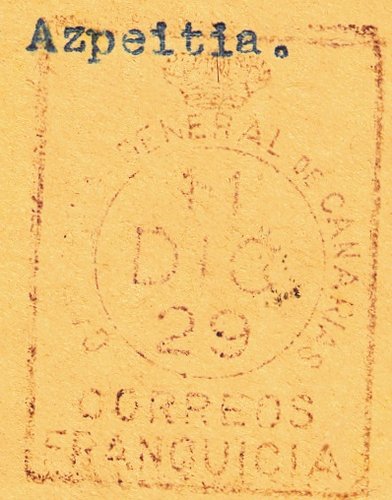 Azpeitia.
GENERAL DE CANARIAS
11
DIC
29
CORREOS
FRANQUICIA